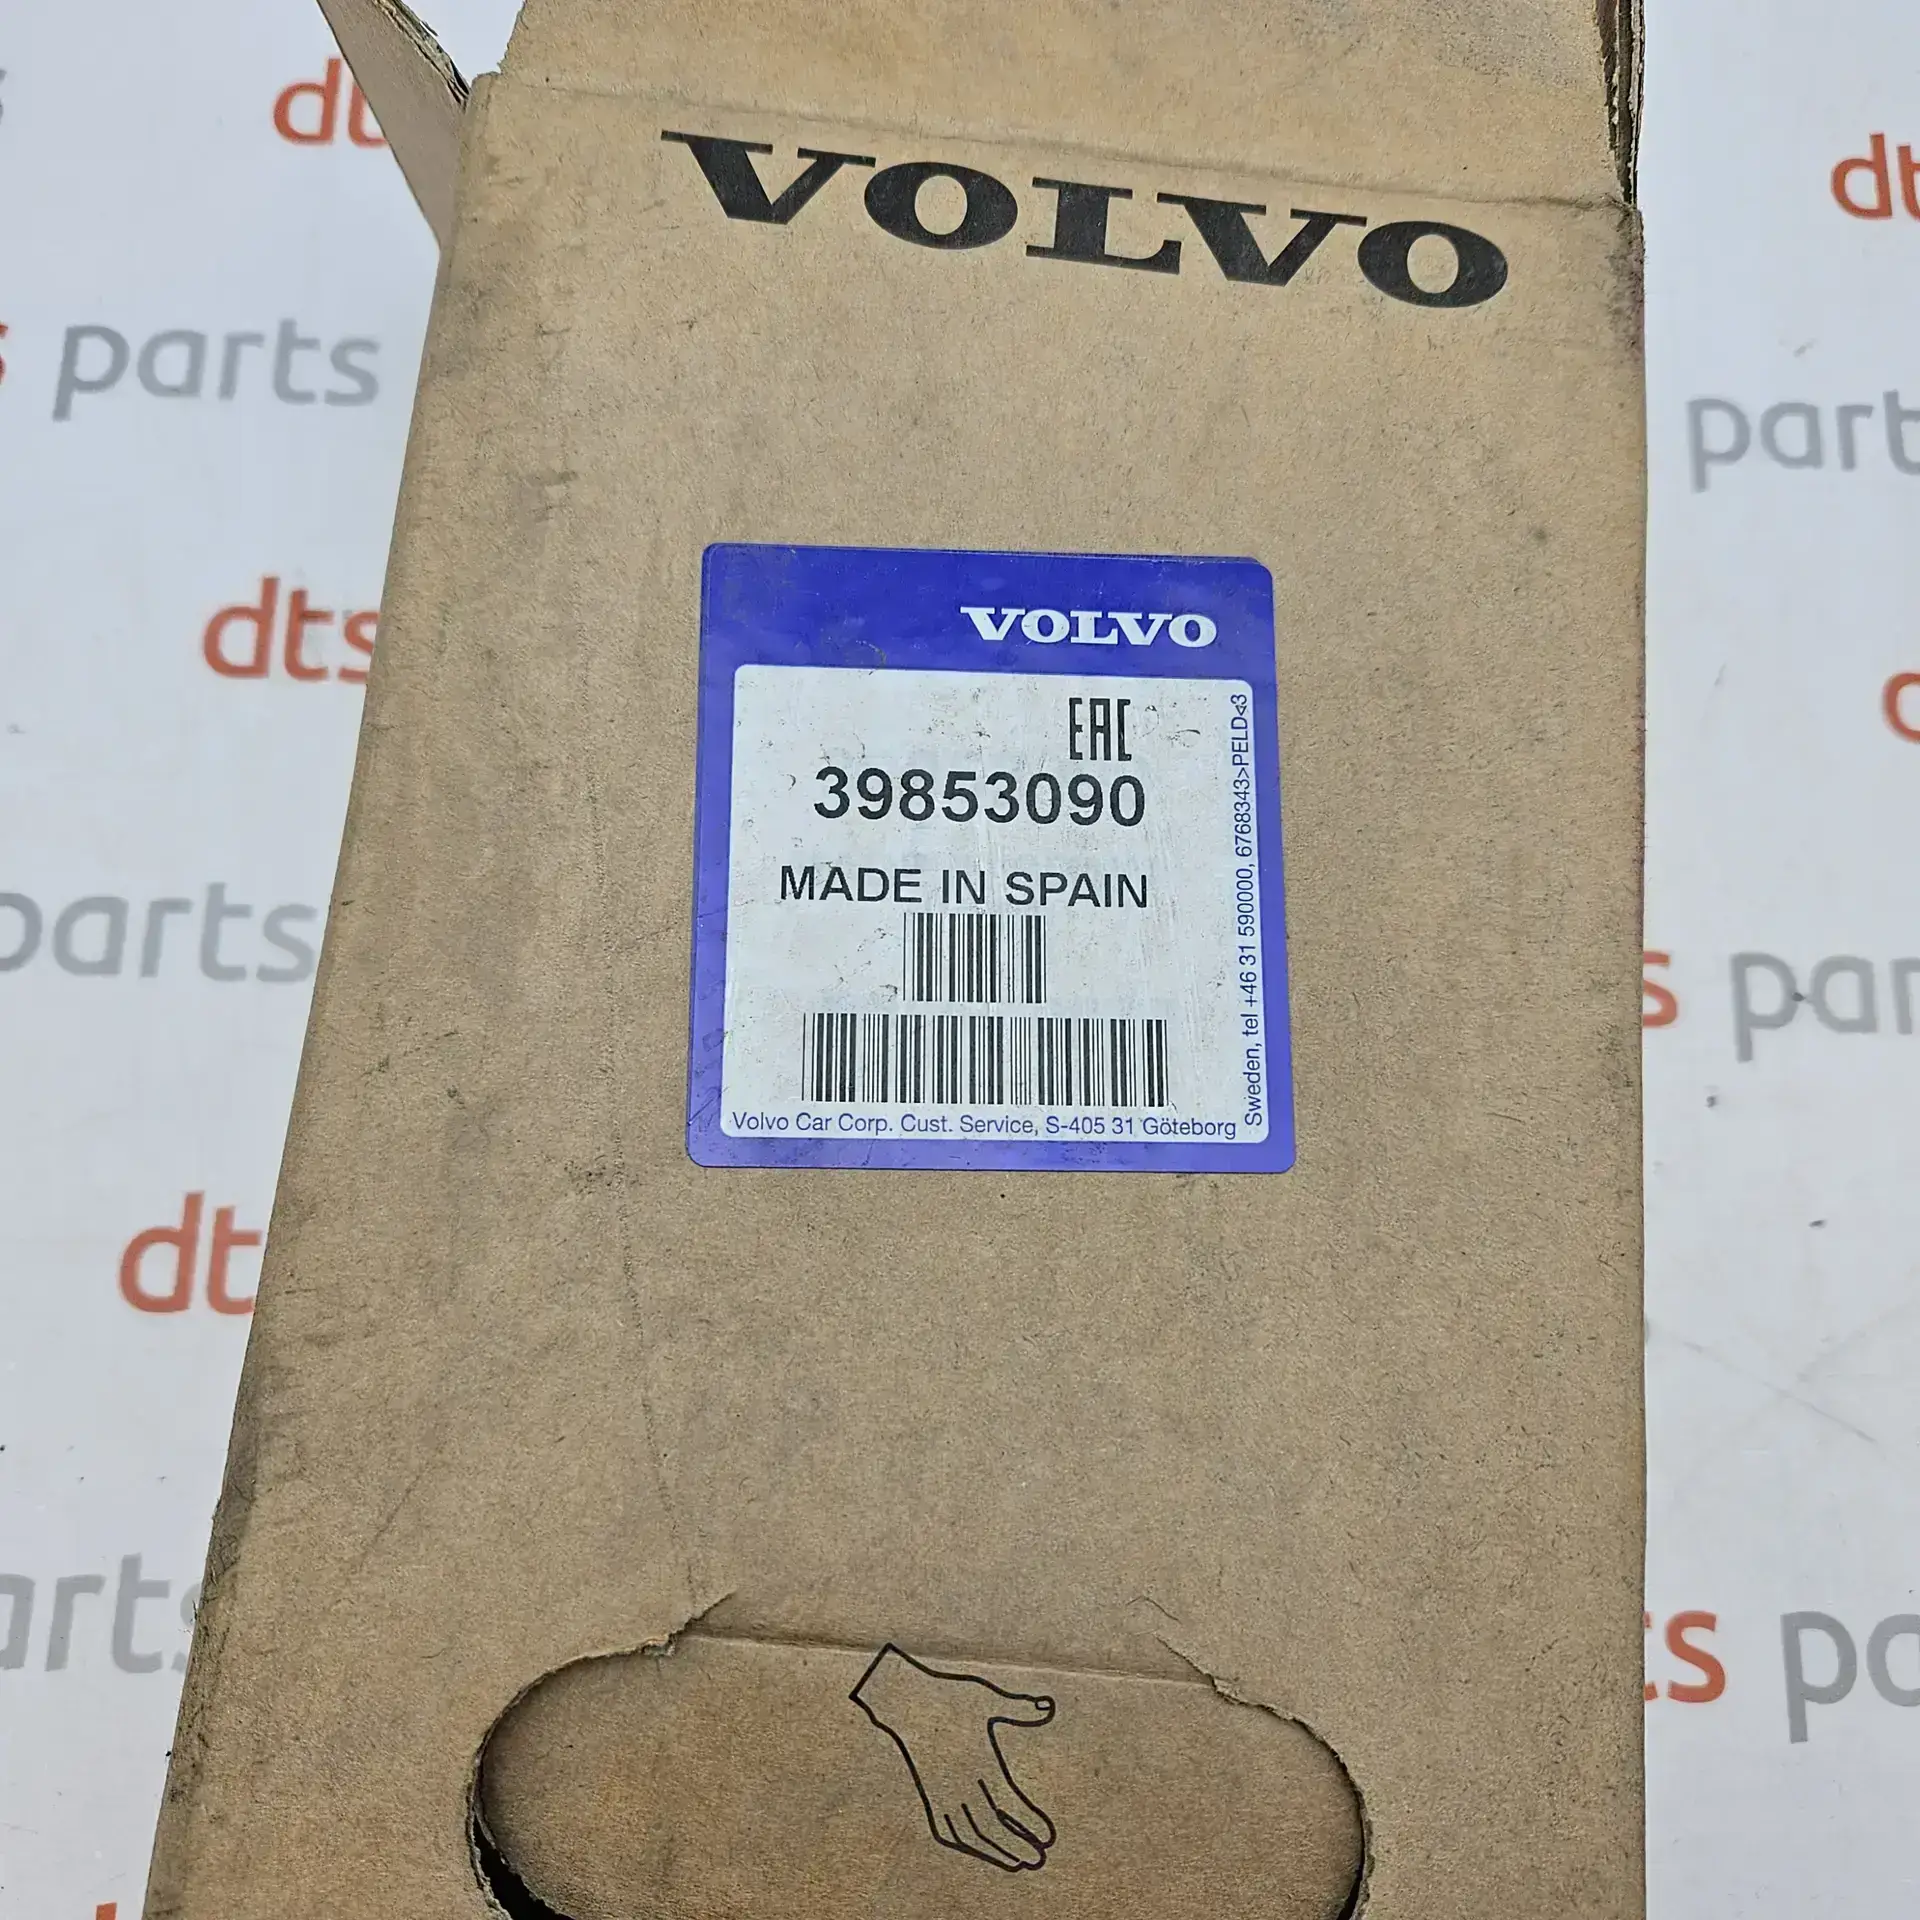 VOLVO
VOLVO
EAC
39853090
MADE IN SPAIN
Volvo Car Corp. Cust. Service, S-405 31 Göteborg
Sweden, tel +46 31 590000, 6768343>PELD<3
dts parts